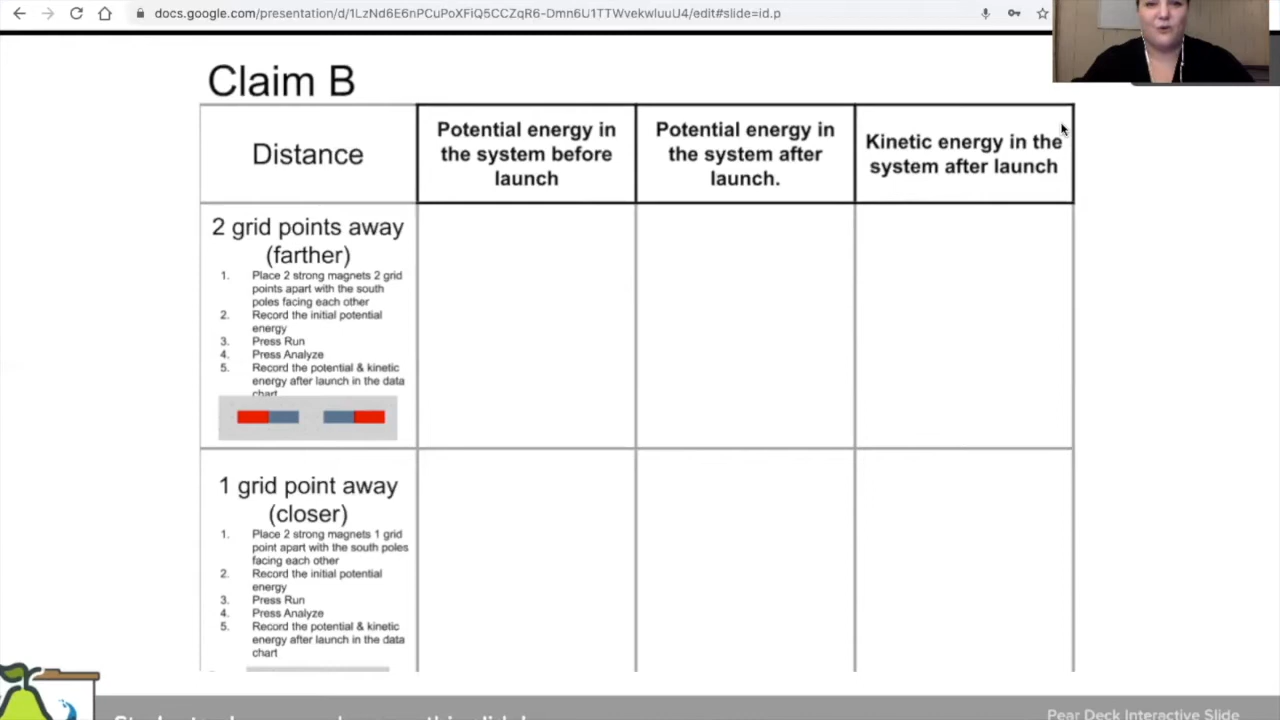 docs.google.com/presentation/d/1LzNd6E6nPCuPoXFiQ5CCZqR6-Dmn6U1TTWvekwluuU4/edit#slide=id.p
Claim B
Distance
Potential energy in
the system before
launch
Potential energy in
the system after
launch.
Kinetic energy in the
system after launch
2 grid points away
(farther)
1. Place 2 strong magnets 2 grid
points apart with the south
poles facing each other
2. Record the initial potential
energy
3. Press Run
4. Press Analyze
5. Record the potential & kinetic
energy after launch in the data
chart
1 grid point away
(closer)
1. Place 2 strong magnets 1 grid
point apart with the south poles
facing each other
2. Record the initial potential
energy
3. Press Run
4. Press Analyze
5. Record the potential & kinetic
energy after launch in the data
chart
Pear Deck Interactive Slide